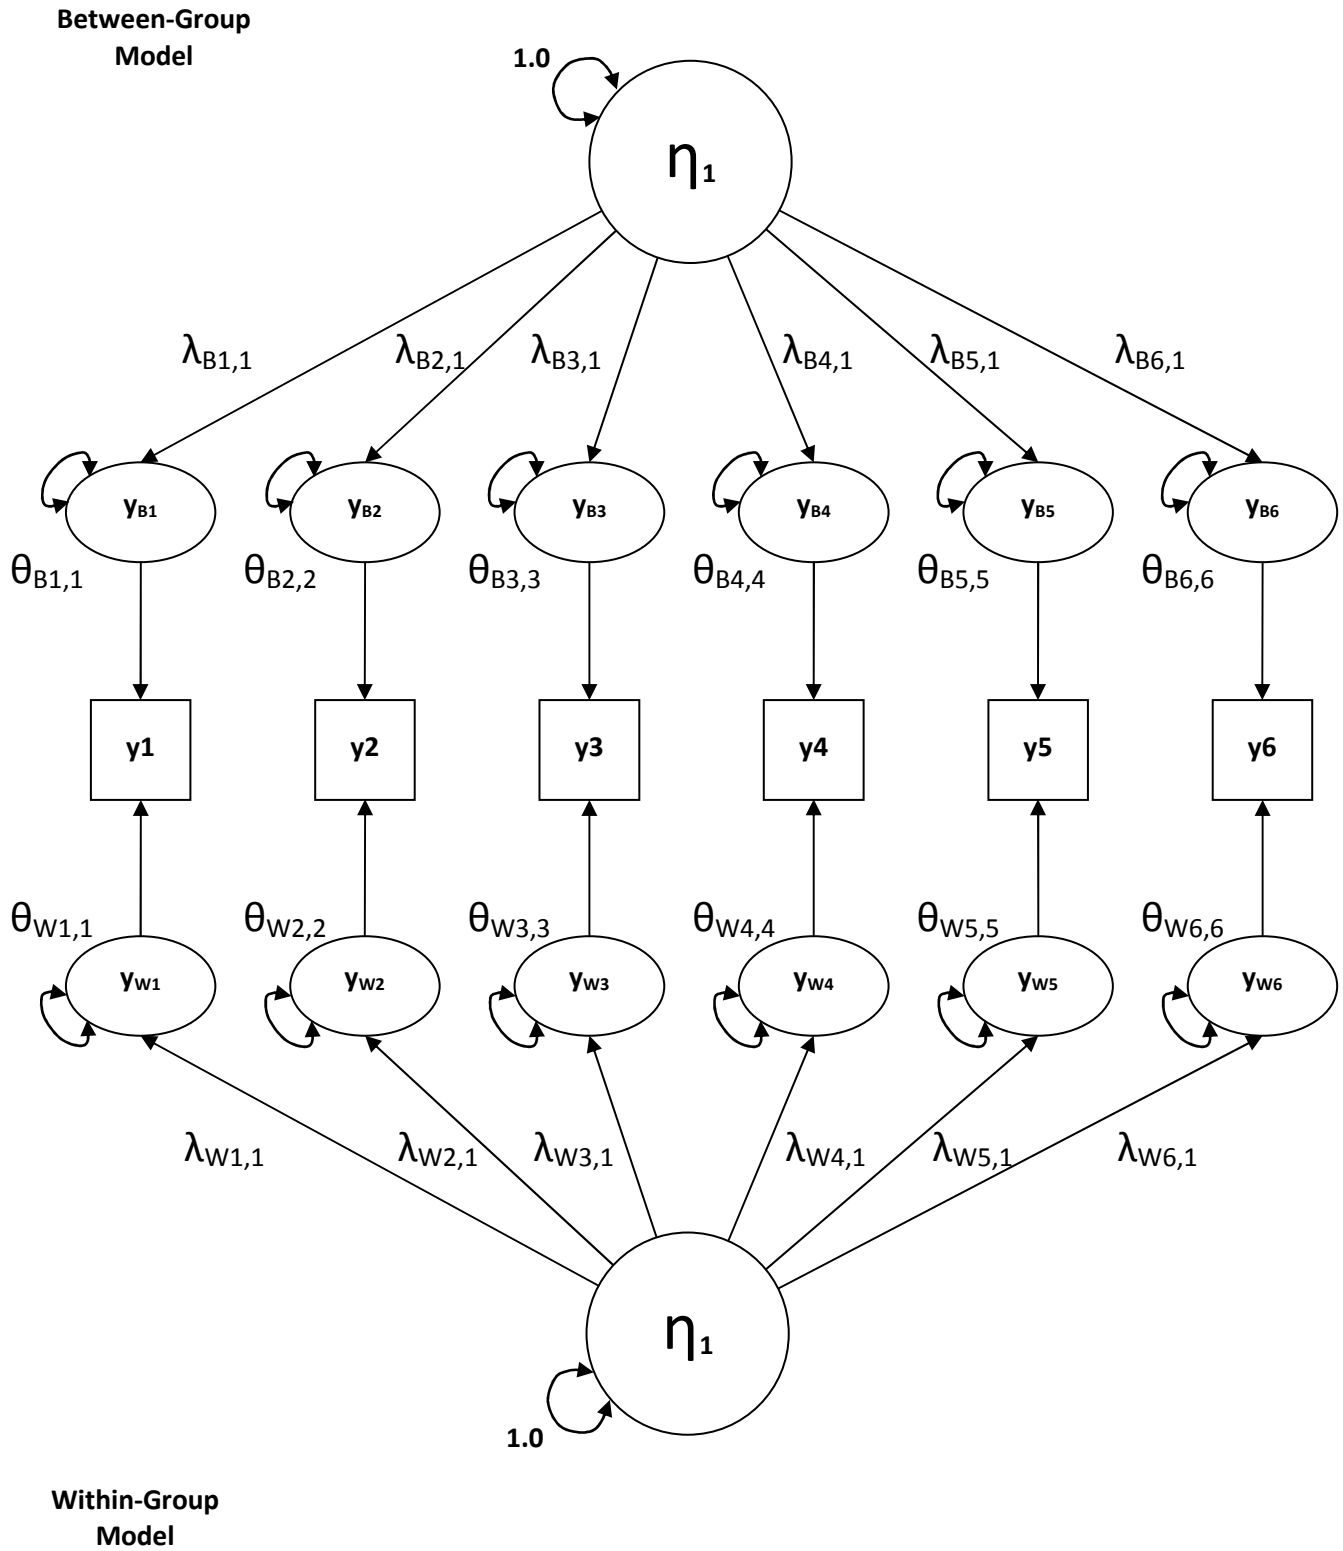 Between-Group
Model
1.0
η1
λB1,1 λB2,1 λB3,1 λB4,1 λB5,1 λB6,1
yB1 yB2 yB3 yB4 yB5 yB6
θB1,1 θB2,2 θB3,3 θB4,4 θB5,5 θB6,6
y1 y2 y3 y4 y5 y6
θW1,1 θW2,2 θW3,3 θW4,4 θW5,5 θW6,6
yW1 yW2 yW3 yW4 yW5 yW6
λW1,1 λW2,1 λW3,1 λW4,1 λW5,1 λW6,1
η1
1.0
Within-Group
Model